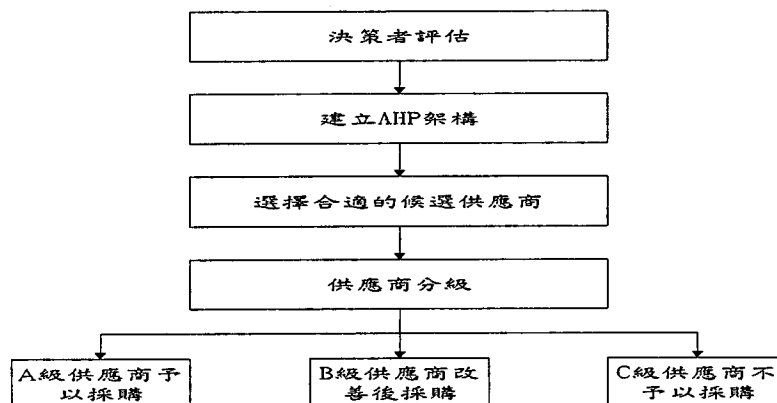 決策者評估
建立AHP架構
選擇合適的候選供應商
供應商分級
A級供應商予
以採購
B級供應商改
善後採購
C級供應商不
予以採購